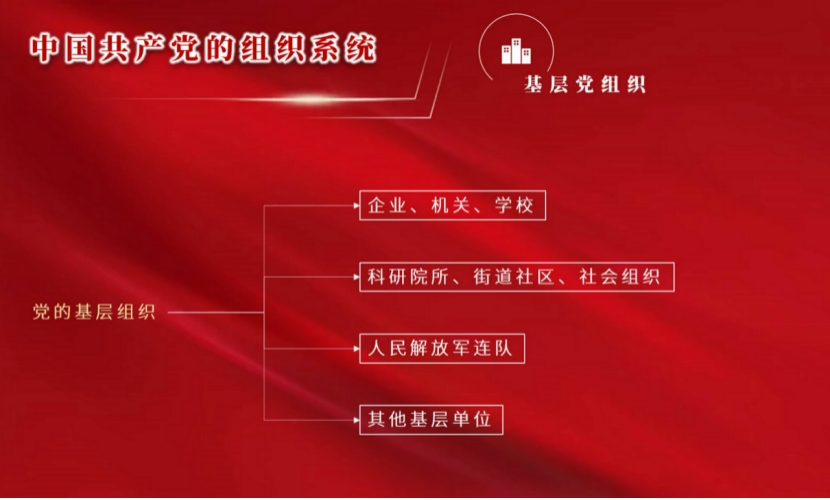 中国共产党的组织系统
基层党组织
企业、机关、学校
科研院所、街道社区、社会组织
党的基层组织
人民解放军连队
其他基层单位